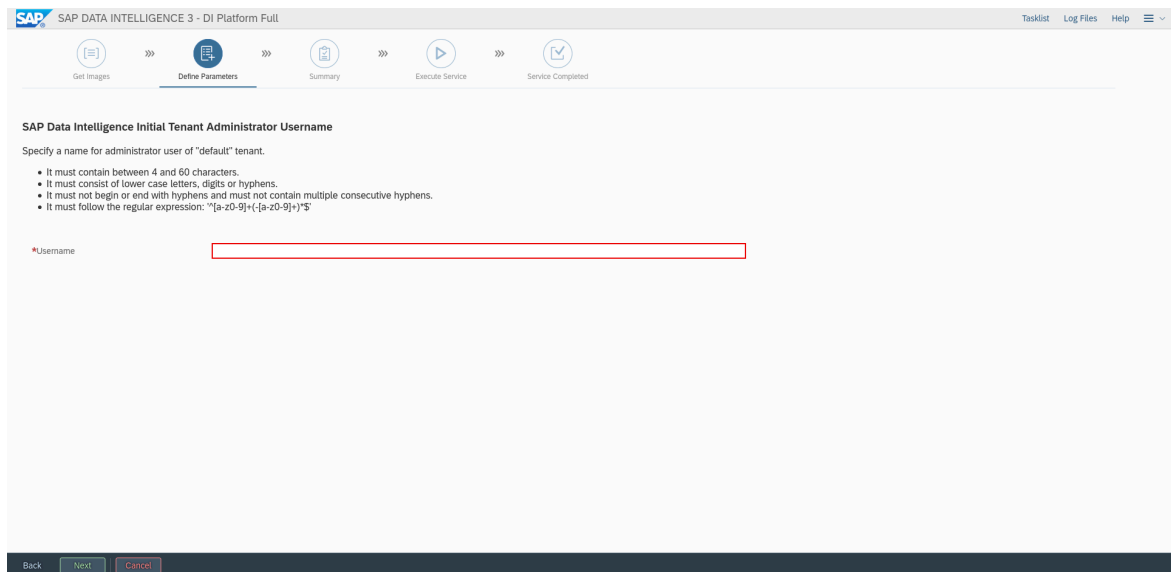 SAP SAP DATA INTELLIGENCE 3 - DI Platform Full Tasklist Log Files Help
Get Images Define Parameters Summary Execute Service Service Completed
SAP Data Intelligence Initial Tenant Administrator Username
Specify a name for administrator user of "default" tenant.
• It must contain between 4 and 60 characters.
• It must consist of lower case letters, digits or hyphens.
• It must not begin or end with hyphens and must not contain multiple consecutive hyphens.
• It must follow the regular expression: '^[a-z0-9]+(-[a-z0-9]+)*$'
*Username
Back Next Cancel